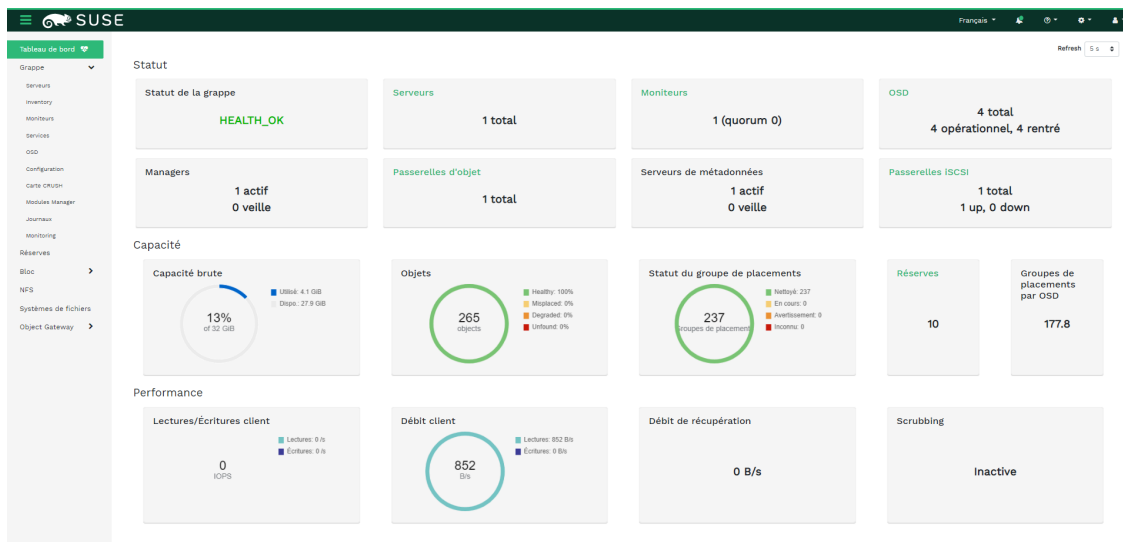 SUSE
Français
Tableau de bord
Refresh 5 s
Grappe
Serveurs
Inventory
Moniteurs
Services
OSD
Configuration
Carte CRUSH
Modules Manager
Journaux
Monitoring
Réserves
Bloc
NFS
Systèmes de fichiers
Object Gateway
Statut
Statut de la grappe
HEALTH_OK
Serveurs
1 total
Moniteurs
1 (quorum 0)
OSD
4 total
4 opérationnel, 4 rentré
Managers
1 actif
0 veille
Passerelles d'objet
1 total
Serveurs de métadonnées
1 actif
0 veille
Passerelles iSCSI
1 total
1 up, 0 down
Capacité
Capacité brute
13%
of 32 GiB
Utilisé: 4.1 GiB
Dispo.: 27.9 GiB
Objets
265
objects
Healthy: 100%
Misplaced: 0%
Degraded: 0%
Unfound: 0%
Statut du groupe de placements
237
Groupes de placement
Nettoyé: 237
En cours: 0
Avertissement: 0
Inconnu: 0
Réserves
10
Groupes de
placements
par OSD
177.8
Performance
Lectures/Écritures client
0
IOPS
Lectures: 0 /s
Écritures: 0 /s
Débit client
852
B/s
Lectures: 852 B/s
Écritures: 0 B/s
Débit de récupération
0 B/s
Scrubbing
Inactive